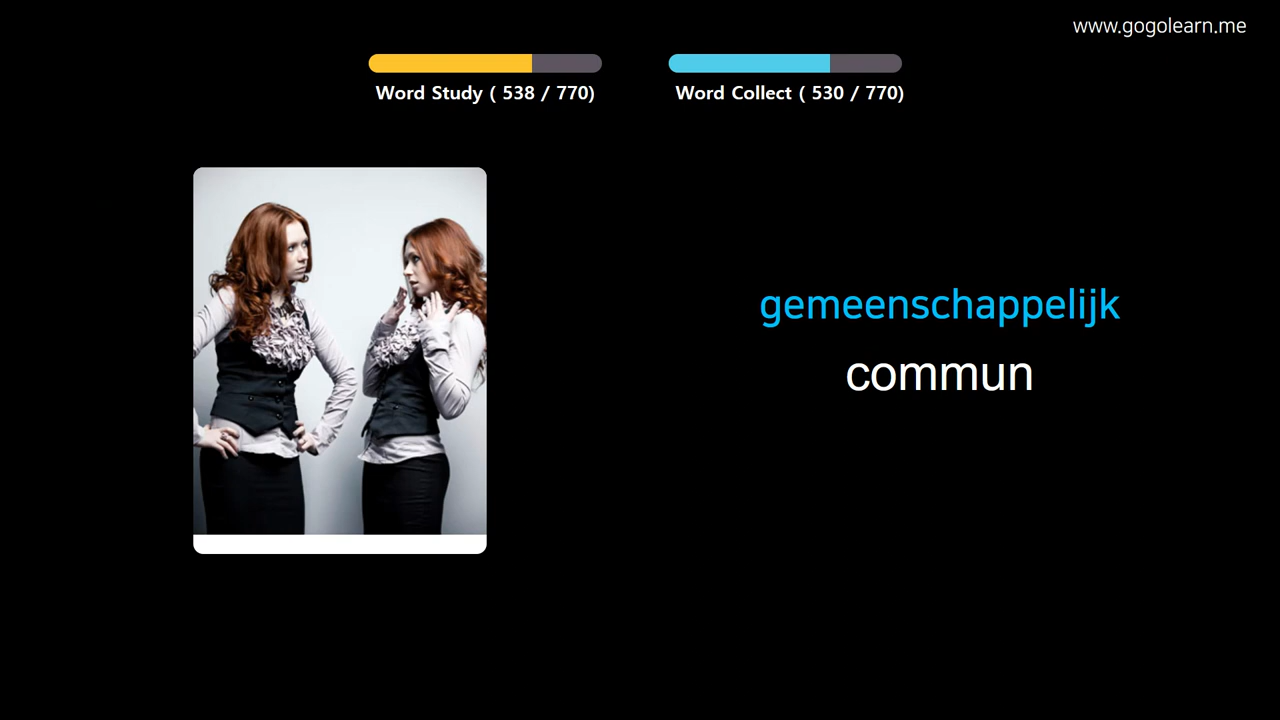 www.gogolearn.me
Word Study ( 538 / 770)
Word Collect ( 530 / 770)
gemeenschappelijk
commun